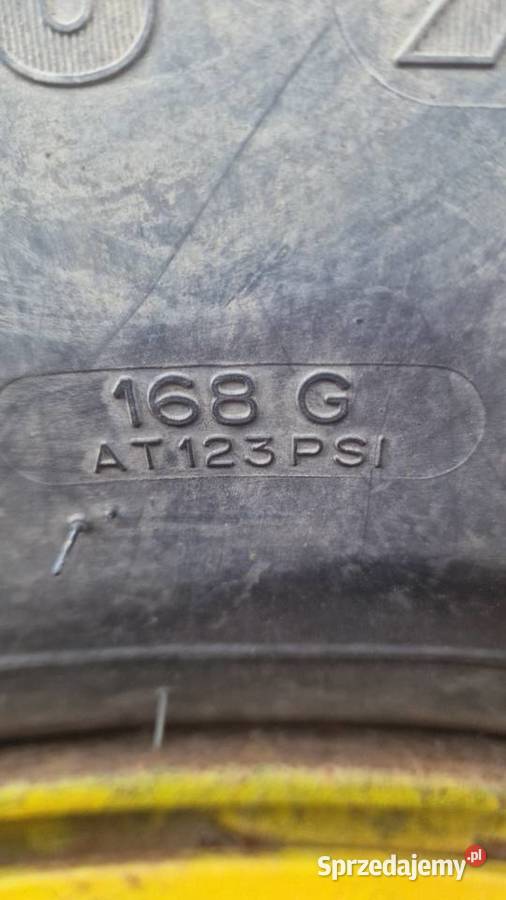 168 G
AT 123 PSI
Sprzedajemy.pl